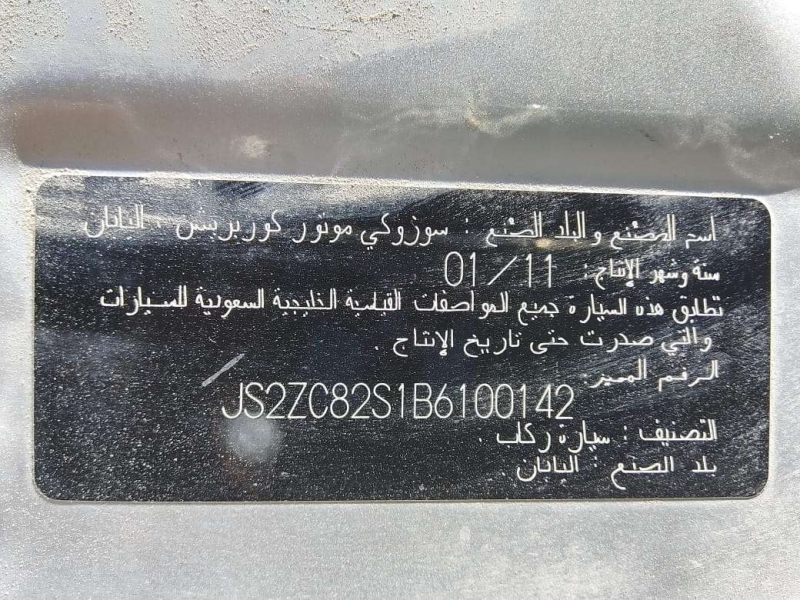 اسم المصنع والبلد الصنع : سوزوكي موتور كوربريشن ، اليابان
سنة وشهر الإنتاج: 01/11
تطابق هذه السيارة جميع المواصفات القياسية الخليجية السعودية للسيارات
والتي صدرت حتى تاريخ الإنتاج .
الرقم المميز:
JS2ZC82S1B6100142
التصنيف : سيارة ركاب .
بلد الصنع : اليابان.